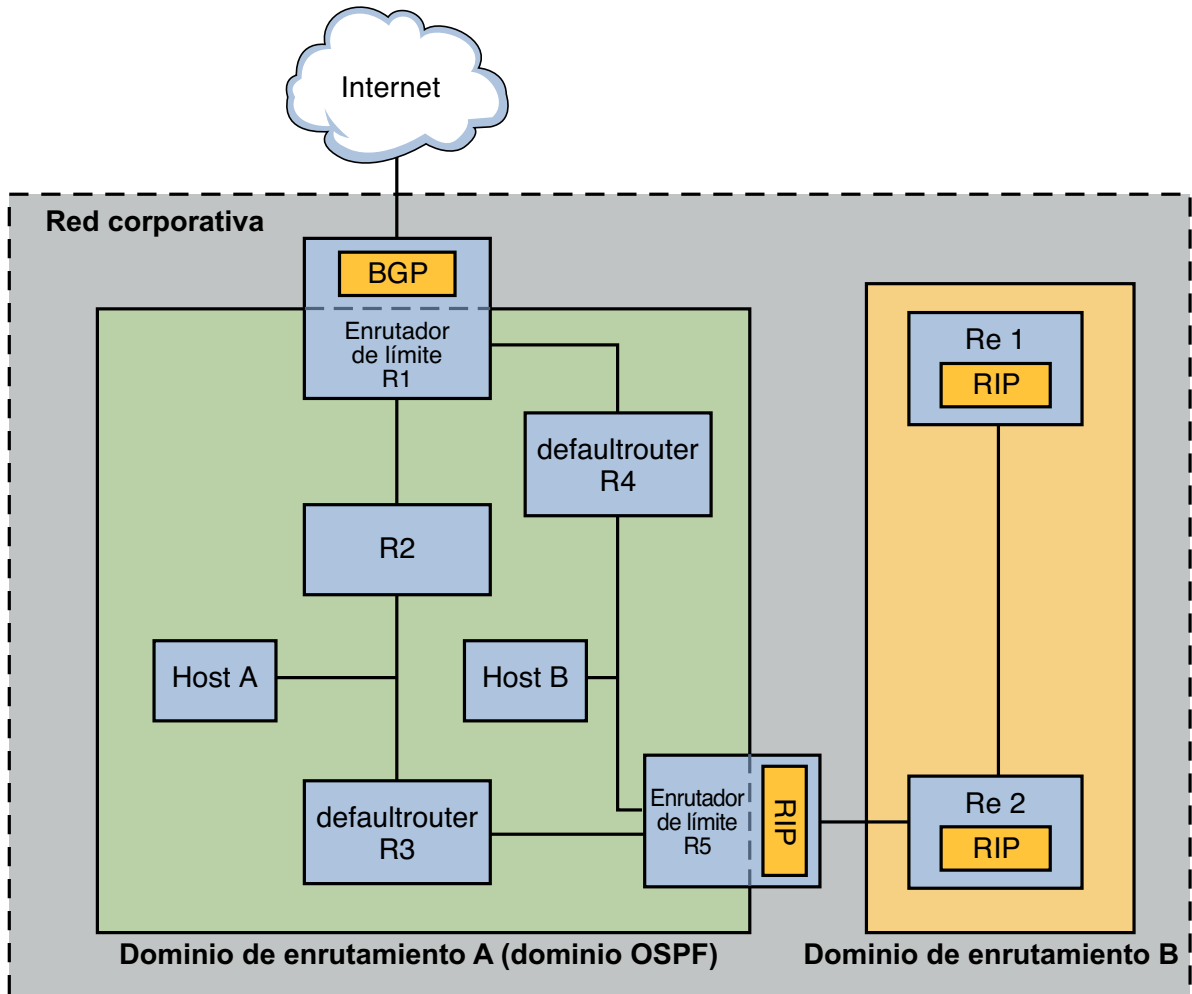 Internet
Red corporativa
BGP
Enrutador
de límite
R1
defaultrouter
R4
R2
Host A
Host B
defaultrouter
R3
Enrutador
de límite
R5
RIP
Re 1
RIP
Re 2
RIP
Dominio de enrutamiento A (dominio OSPF)
Dominio de enrutamiento B